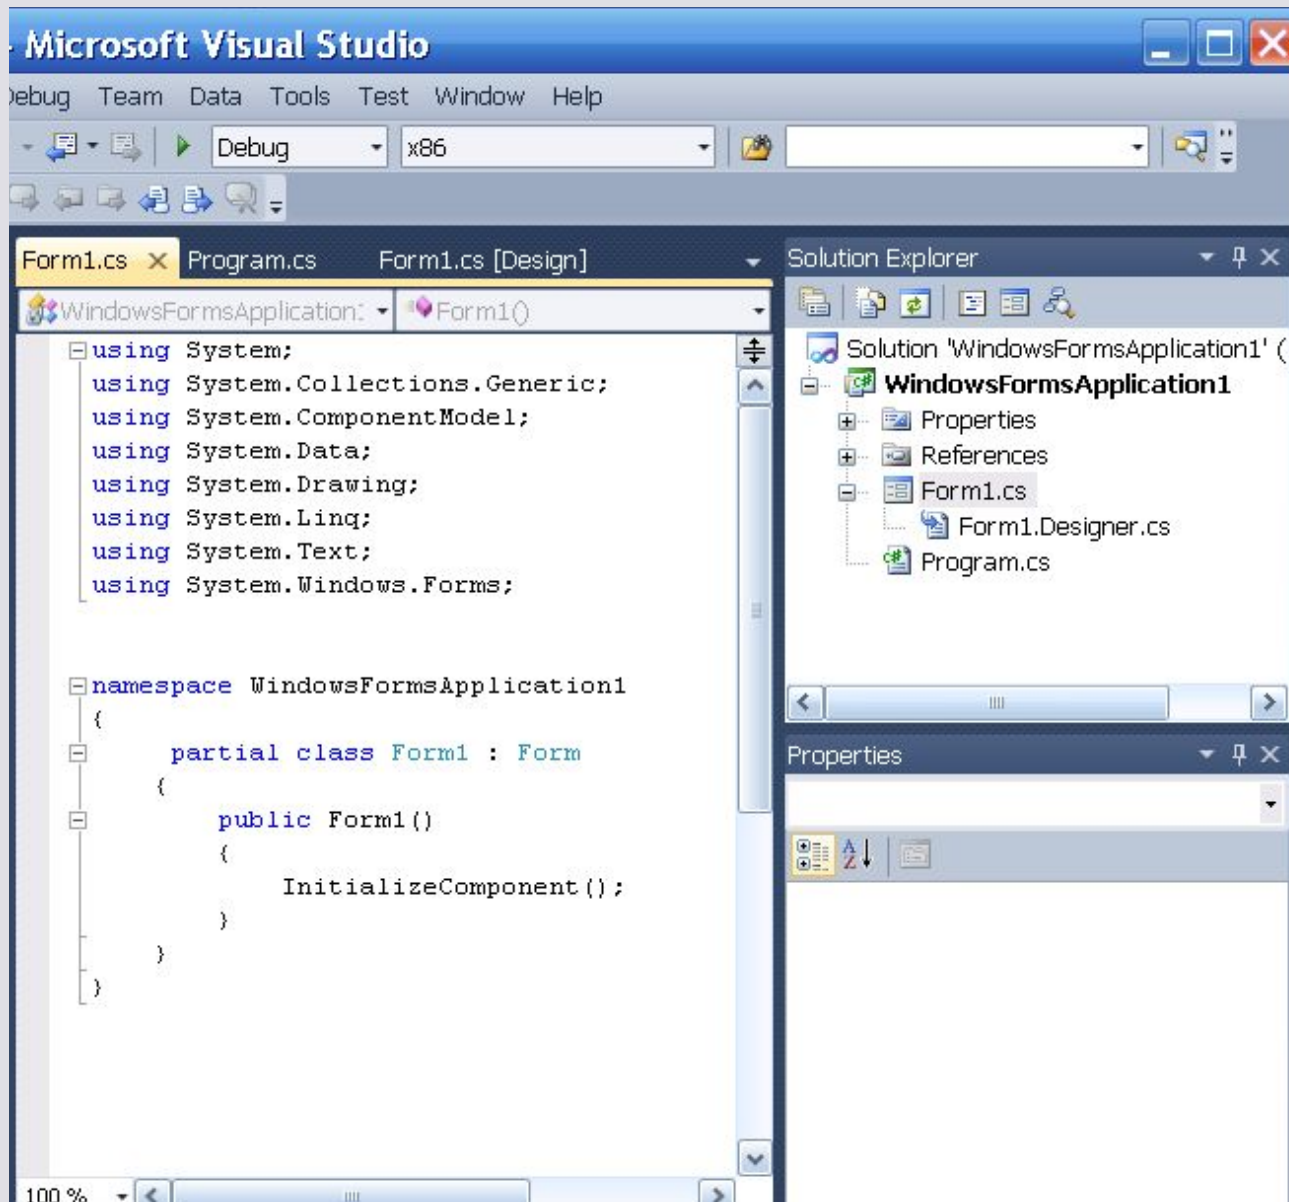 - Microsoft Visual Studio
Debug Team Data Tools Test Window Help
Debug x86
Form1.cs Program.cs Form1.cs [Design]
WindowsFormsApplication: Form1()
using System;
using System.Collections.Generic;
using System.ComponentModel;
using System.Data;
using System.Drawing;
using System.Linq;
using System.Text;
using System.Windows.Forms;
namespace WindowsFormsApplication1
{
partial class Form1 : Form
{
public Form1()
{
InitializeComponent();
}
}
}
100 %
Solution Explorer
Solution 'WindowsFormsApplication1' (
WindowsFormsApplication1
Properties
References
Form1.cs
Form1.Designer.cs
Program.cs
Properties